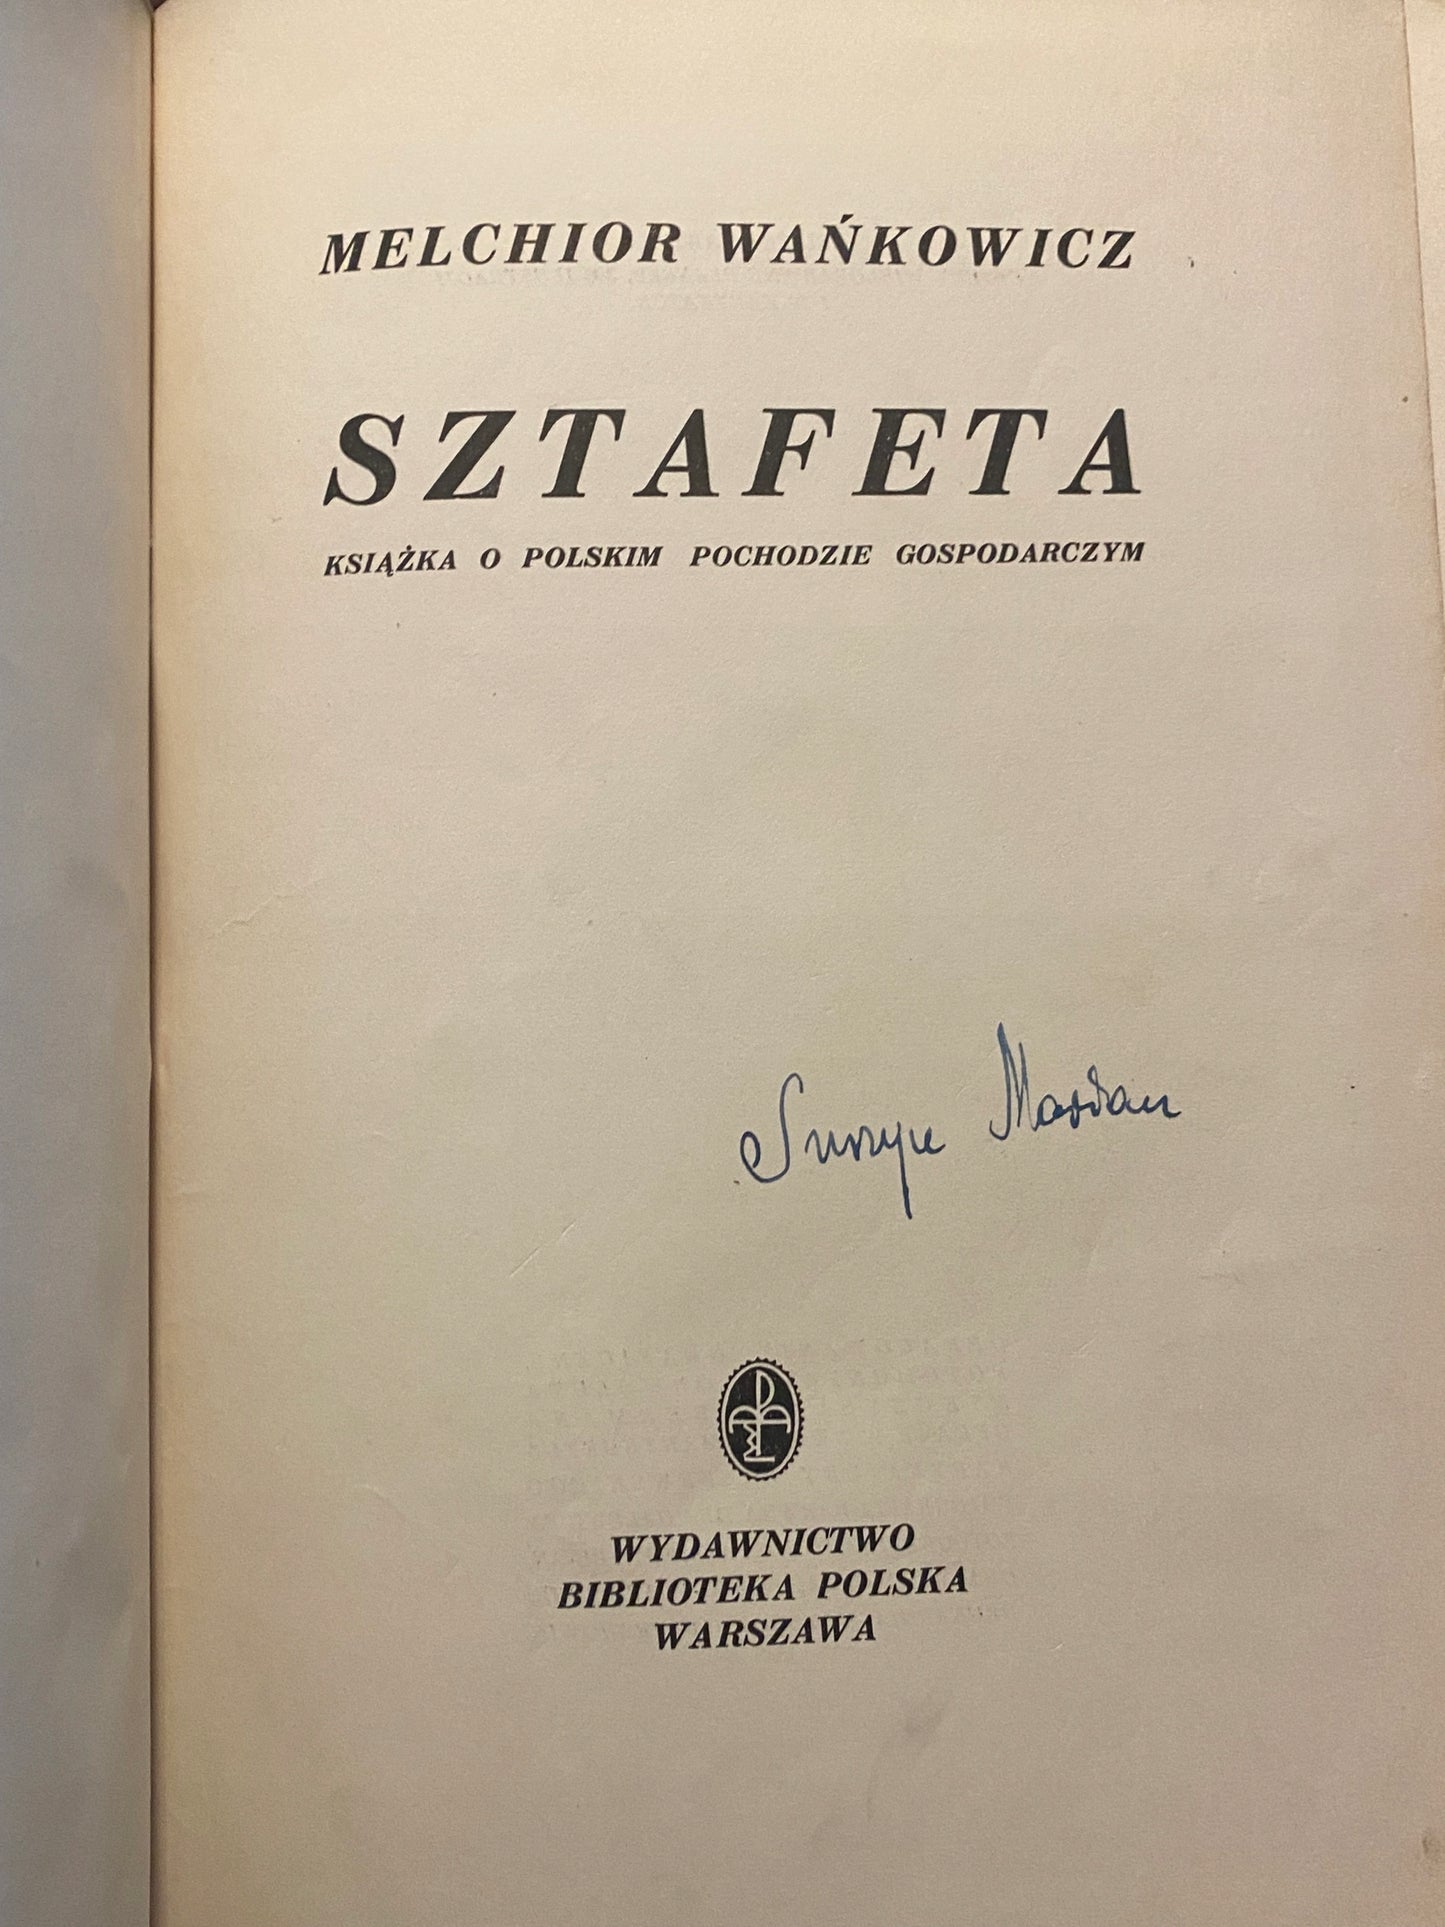 MELCHIOR WAŃKOWICZ
SZTAFETA
KSIĄŻKA O POLSKIM POCHODZIE GOSPODARCZYM
WYDAWNICTWO
BIBLIOTEKA POLSKA
WARSZAWA